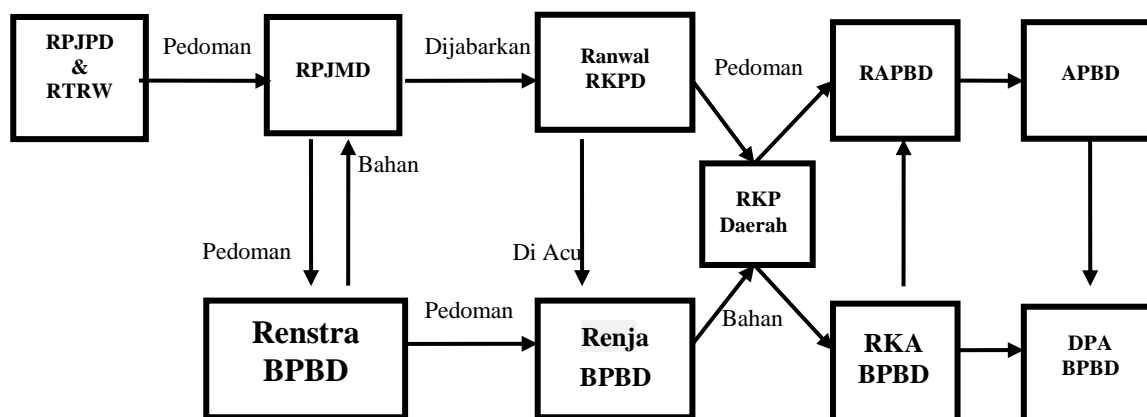 RPJPD
&
RTRW
Pedoman
RPJMD
Dijabarkan
Ranwal
RKPD
Pedoman
RAPBD
APBD
Bahan
RKP
Daerah
Pedoman
Di Acu
Renstra
BPBD
Pedoman
Renja
BPBD
Bahan
RKA
BPBD
DPA
BPBD